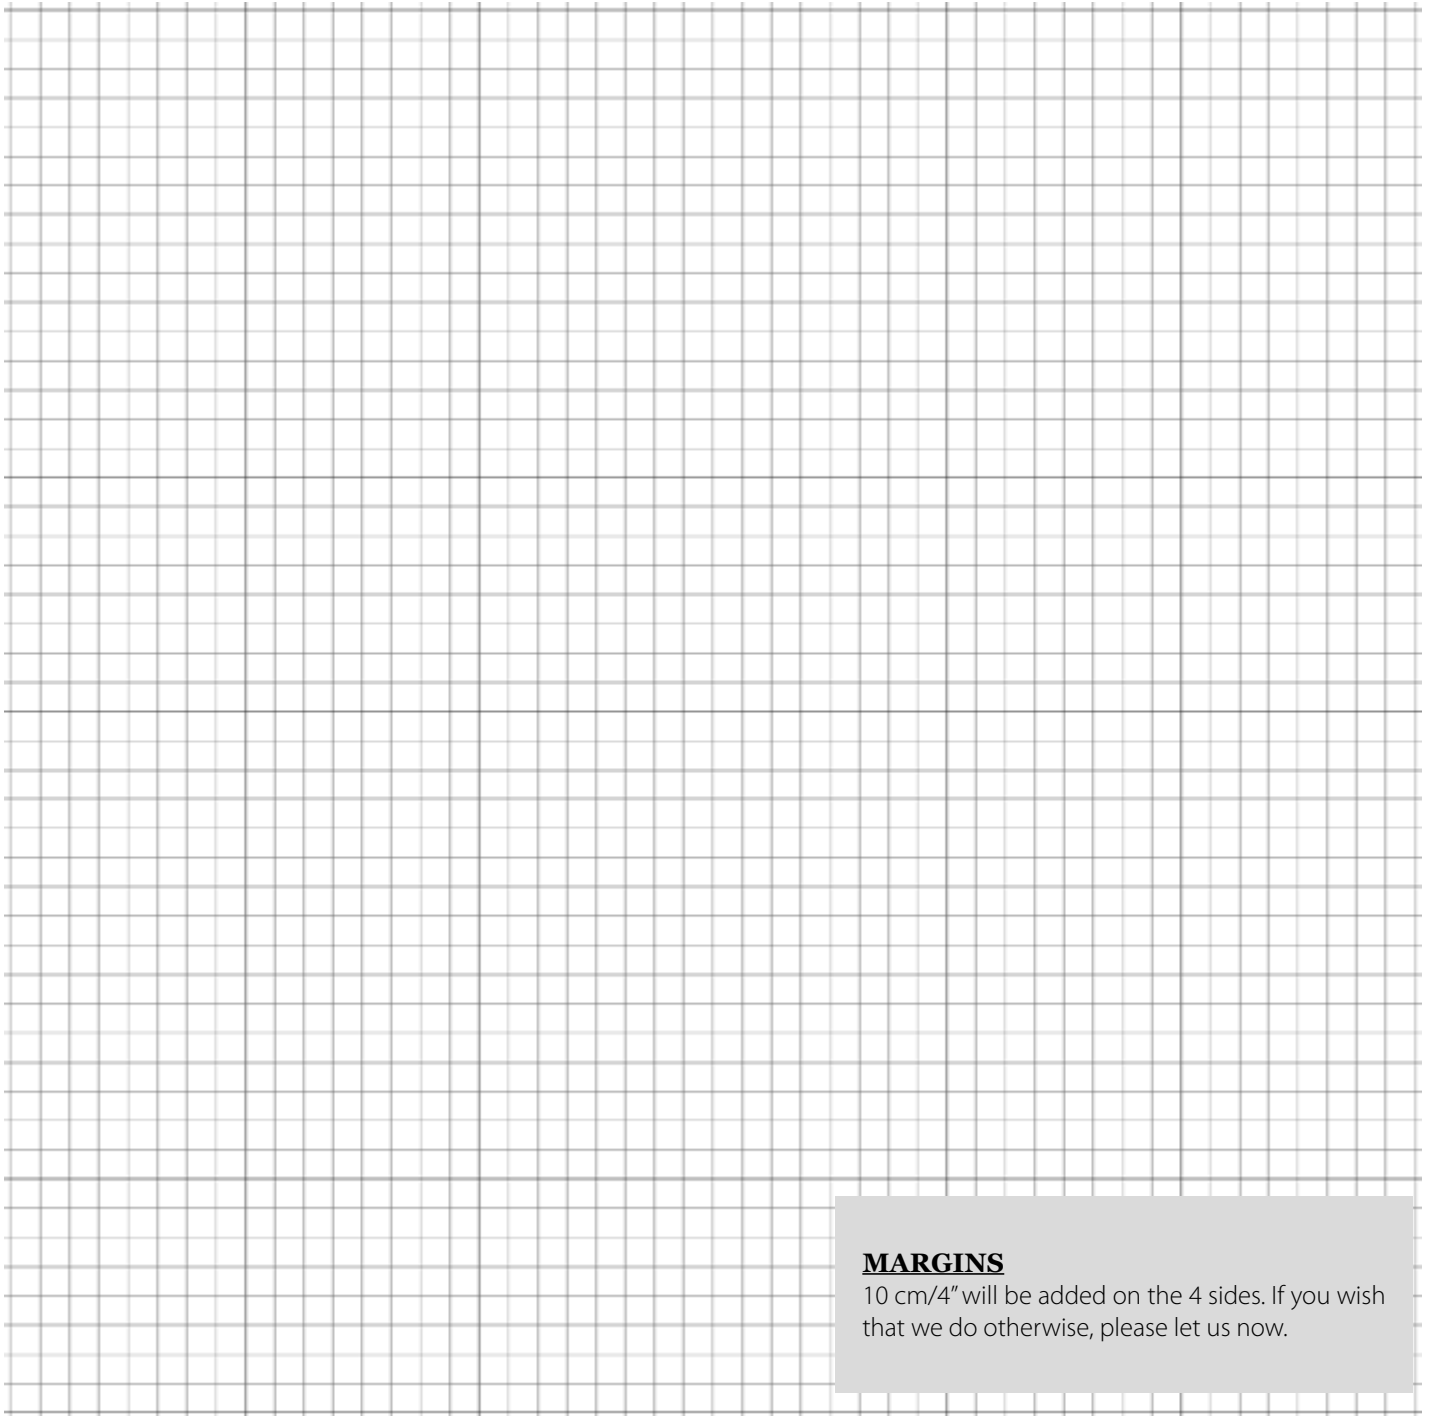 MARGINS
10 cm/4" will be added on the 4 sides. If you wish
that we do otherwise, please let us now.